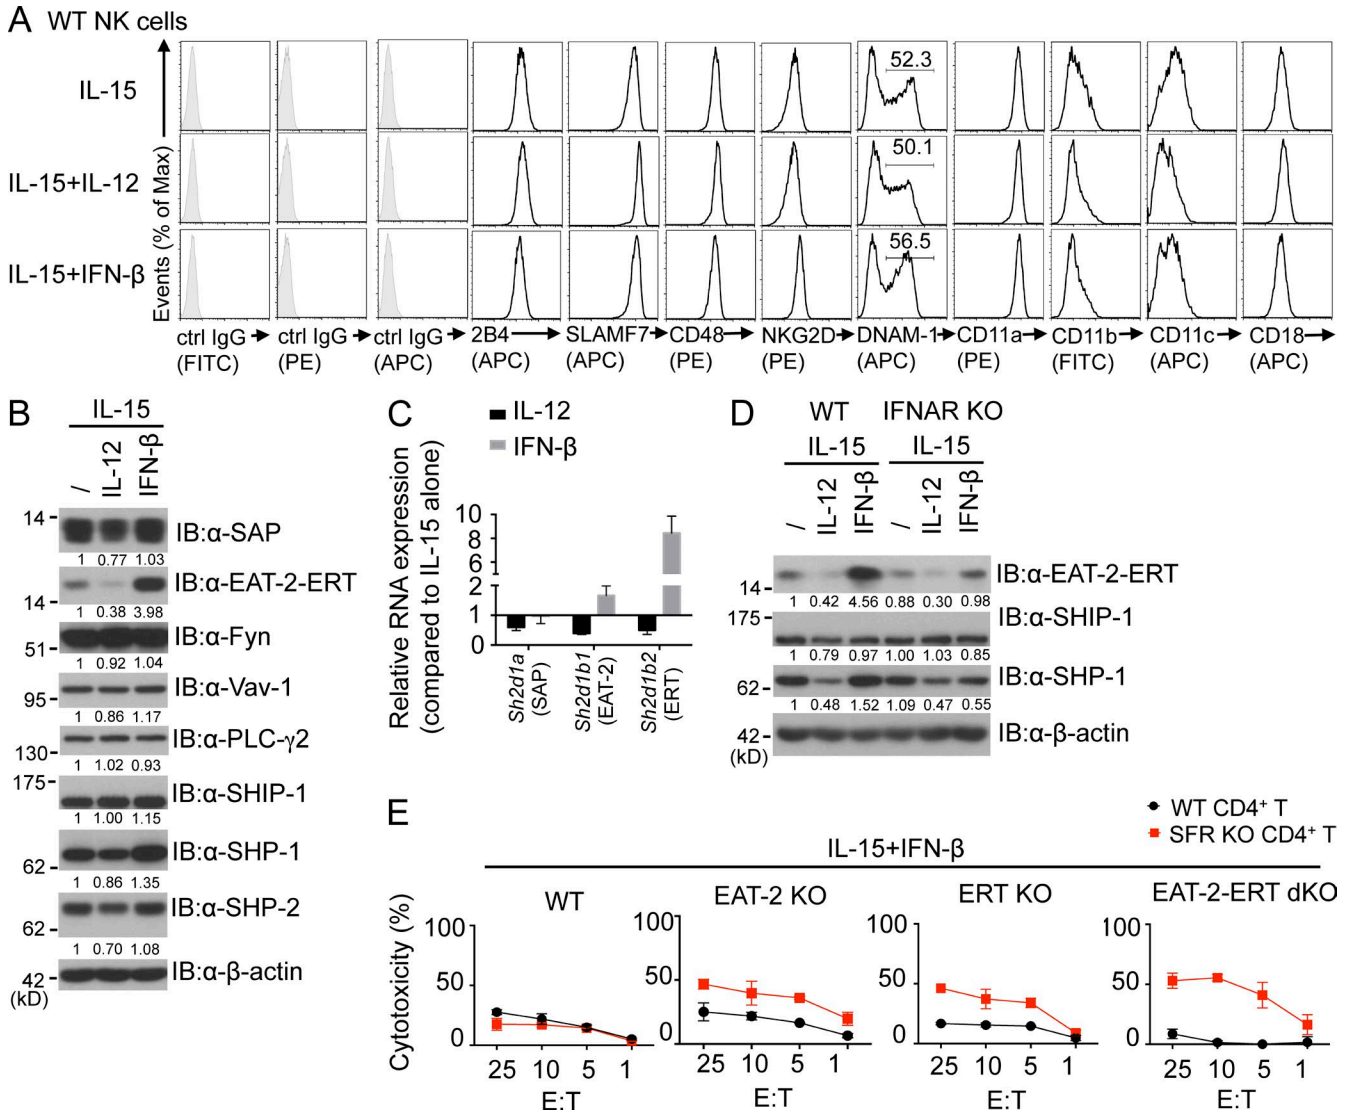 A WT NK cells
Events (% of Max)
IL-15
52.3
IL-15+IL-12
50.1
IL-15+IFN-β
56.5
ctrl IgG ctrl IgG ctrl IgG 2B4 SLAMF7 CD48 NKG2D DNAM-1 CD11a CD11b CD11c CD18
(FITC) (PE) (APC) (APC) (APC) (PE) (PE) (APC) (PE) (FITC) (APC) (APC)
B
IL-15
/ IL-12 IFN-β
14 IB:α-SAP
1 0.77 1.03
IB:α-EAT-2-ERT
14
1 0.38 3.98
IB:α-Fyn
51
1 0.92 1.04
IB:α-Vav-1
95
1 0.86 1.17
IB:α-PLC-γ2
130
1 1.02 0.93
175
IB:α-SHIP-1
1 1.00 1.15
IB:α-SHP-1
62
1 0.86 1.35
IB:α-SHP-2
62
1 0.70 1.08
42 IB:α-β-actin
(kD)
C
IL-12
IFN-β
Relative RNA expression
(compared to IL-15 alone)
10
8
6
2
1
0
Sh2d1a
(SAP)
Sh2d1b1
(EAT-2)
Sh2d1b2
(ERT)
D WT IFNAR KO
IL-15 IL-15
/ IL-12 IFN-β / IL-12 IFN-β
IB:α-EAT-2-ERT
14
1 0.42 4.56 0.88 0.30 0.98
175
IB:α-SHIP-1
1 0.79 0.97 1.00 1.03 0.85
IB:α-SHP-1
62
1 0.48 1.52 1.09 0.47 0.55
42 IB:α-β-actin
(kD)
E
WT CD4⁺ T
SFR KO CD4⁺ T
IL-15+IFN-β
WT EAT-2 KO ERT KO EAT-2-ERT dKO
Cytotoxicity (%)
100 100 100 100
50 50 50 50
0 0 0 0
25 10 5 1 25 10 5 1 25 10 5 1 25 10 5 1
E:T E:T E:T E:T